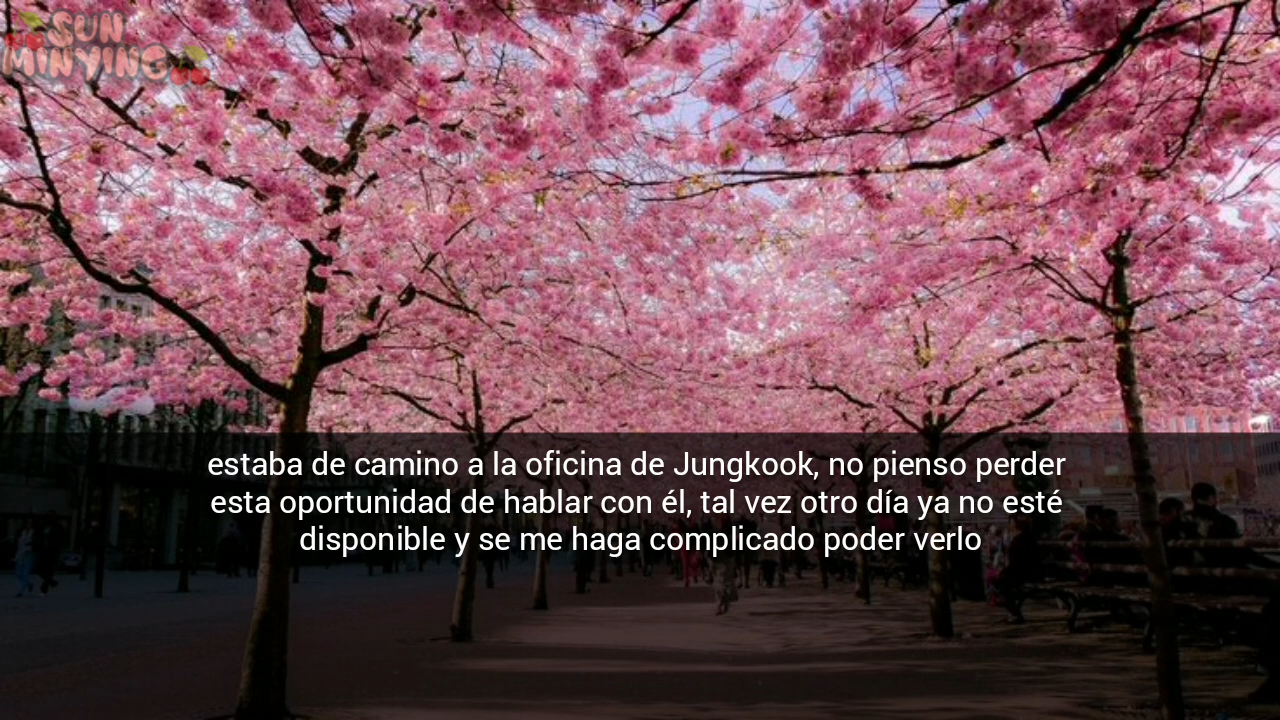 SUN
MINYING
estaba de camino a la oficina de Jungkook, no pienso perder
esta oportunidad de hablar con él, tal vez otro día ya no esté
disponible y se me haga complicado poder verlo